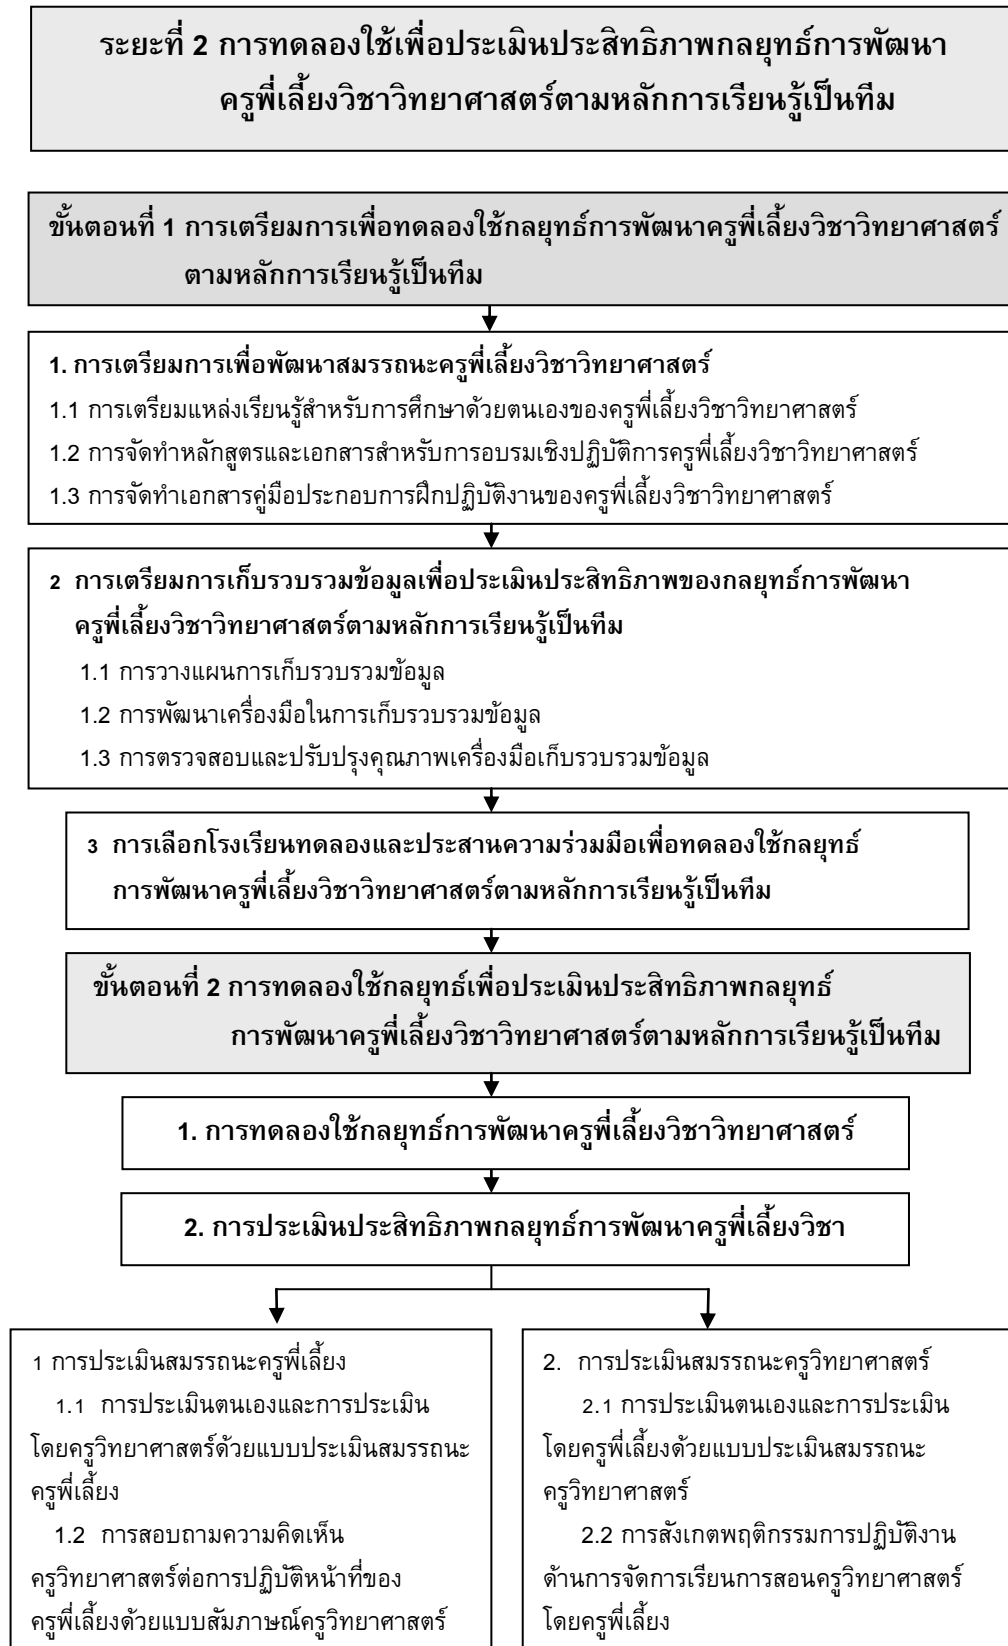 ระยะที่ 2 การทดลองใช้เพื่อประเมินประสิทธิภาพกลยุทธ์การพัฒนา
ครูพี่เลี้ยงวิชาวิทยาศาสตร์ตามหลักการเรียนรู้เป็นทีม
ขั้นตอนที่ 1 การเตรียมการเพื่อทดลองใช้กลยุทธ์การพัฒนาครูพี่เลี้ยงวิชาวิทยาศาสตร์
ตามหลักการเรียนรู้เป็นทีม
1. การเตรียมการเพื่อพัฒนาสมรรถนะครูพี่เลี้ยงวิชาวิทยาศาสตร์
1.1 การเตรียมแหล่งเรียนรู้สำหรับการศึกษาด้วยตนเองของครูพี่เลี้ยงวิชาวิทยาศาสตร์
1.2 การจัดทำหลักสูตรและเอกสารสำหรับการอบรมเชิงปฏิบัติการครูพี่เลี้ยงวิชาวิทยาศาสตร์
1.3 การจัดทำเอกสารคู่มือประกอบการฝึกปฏิบัติงานของครูพี่เลี้ยงวิชาวิทยาศาสตร์
2 การเตรียมการเก็บรวบรวมข้อมูลเพื่อประเมินประสิทธิภาพของกลยุทธ์การพัฒนา
ครูพี่เลี้ยงวิชาวิทยาศาสตร์ตามหลักการเรียนรู้เป็นทีม
1.1 การวางแผนการเก็บรวบรวมข้อมูล
1.2 การพัฒนาเครื่องมือในการเก็บรวบรวมข้อมูล
1.3 การตรวจสอบและปรับปรุงคุณภาพเครื่องมือเก็บรวบรวมข้อมูล
3 การเลือกโรงเรียนทดลองและประสานความร่วมมือเพื่อทดลองใช้กลยุทธ์
การพัฒนาครูพี่เลี้ยงวิชาวิทยาศาสตร์ตามหลักการเรียนรู้เป็นทีม
ขั้นตอนที่ 2 การทดลองใช้กลยุทธ์เพื่อประเมินประสิทธิภาพกลยุทธ์
การพัฒนาครูพี่เลี้ยงวิชาวิทยาศาสตร์ตามหลักการเรียนรู้เป็นทีม
1. การทดลองใช้กลยุทธ์การพัฒนาครูพี่เลี้ยงวิชาวิทยาศาสตร์
2. การประเมินประสิทธิภาพกลยุทธ์การพัฒนาครูพี่เลี้ยงวิชา
1 การประเมินสมรรถนะครูพี่เลี้ยง
1.1 การประเมินตนเองและการประเมิน
โดยครูวิทยาศาสตร์ด้วยแบบประเมินสมรรถนะ
ครูพี่เลี้ยง
1.2 การสอบถามความคิดเห็น
ครูวิทยาศาสตร์ต่อการปฏิบัติหน้าที่ของ
ครูพี่เลี้ยงด้วยแบบสัมภาษณ์ครูวิทยาศาสตร์
2. การประเมินสมรรถนะครูวิทยาศาสตร์
2.1 การประเมินตนเองและการประเมิน
โดยครูพี่เลี้ยงด้วยแบบประเมินสมรรถนะ
ครูวิทยาศาสตร์
2.2 การสังเกตพฤติกรรมการปฏิบัติงาน
ด้านการจัดการเรียนการสอนครูวิทยาศาสตร์
โดยครูพี่เลี้ยง